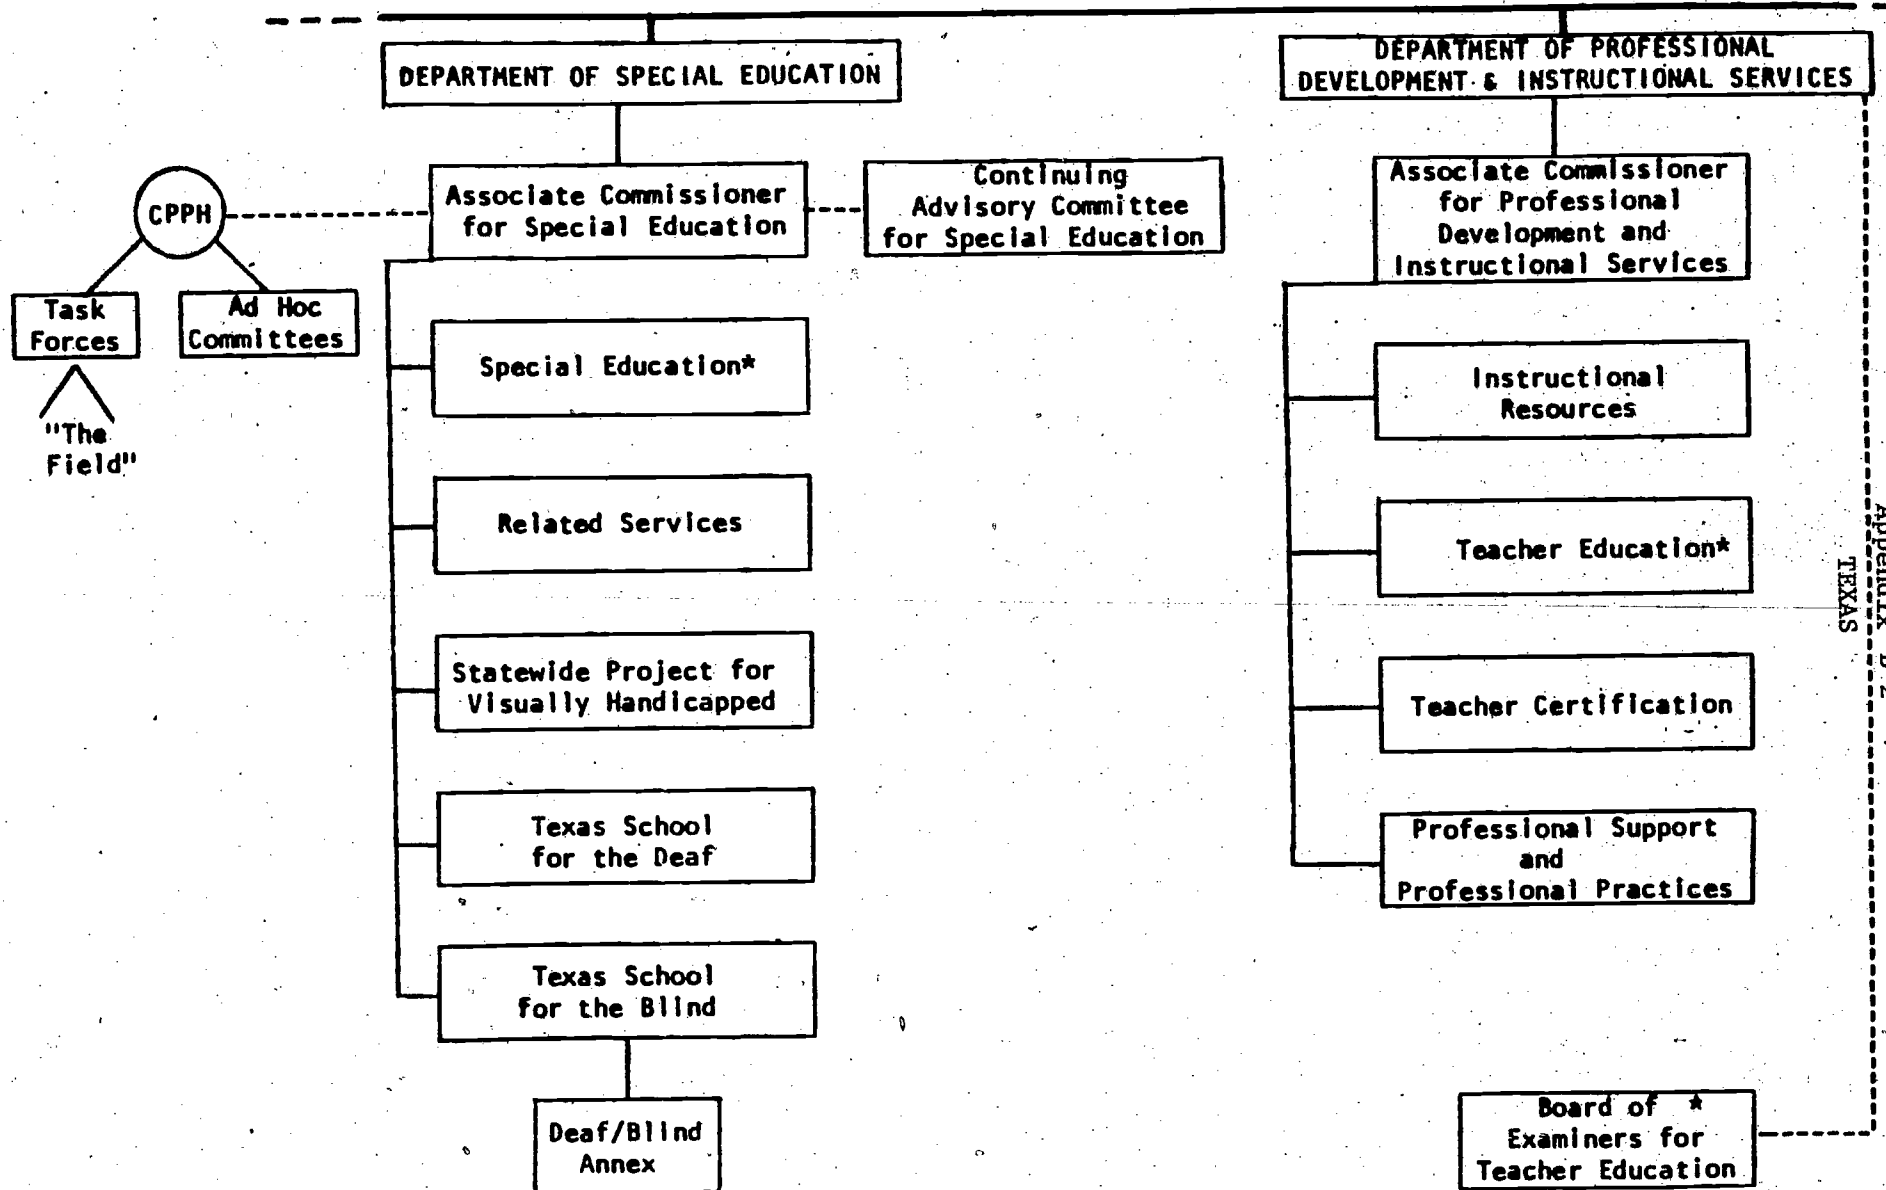 DEPARTMENT OF SPECIAL EDUCATION
DEPARTMENT OF PROFESSIONAL
DEVELOPMENT & INSTRUCTIONAL SERVICES
CPPH
Associate Commissioner
for Special Education
Continuing
Advisory Committee
for Special Education
Associate Commissioner
for Professional
Development and
Instructional Services
Task
Forces
Ad Hoc
Committees
"The
Field"
Special Education*
Related Services
Statewide Project for
Visually Handicapped
Texas School
for the Deaf
Texas School
for the Blind
Deaf/Blind
Annex
Instructional
Resources
Teacher Education*
Teacher Certification
Professional Support
and
Professional Practices
Board of *
Examiners for
Teacher Education
Appendix
TEXAS